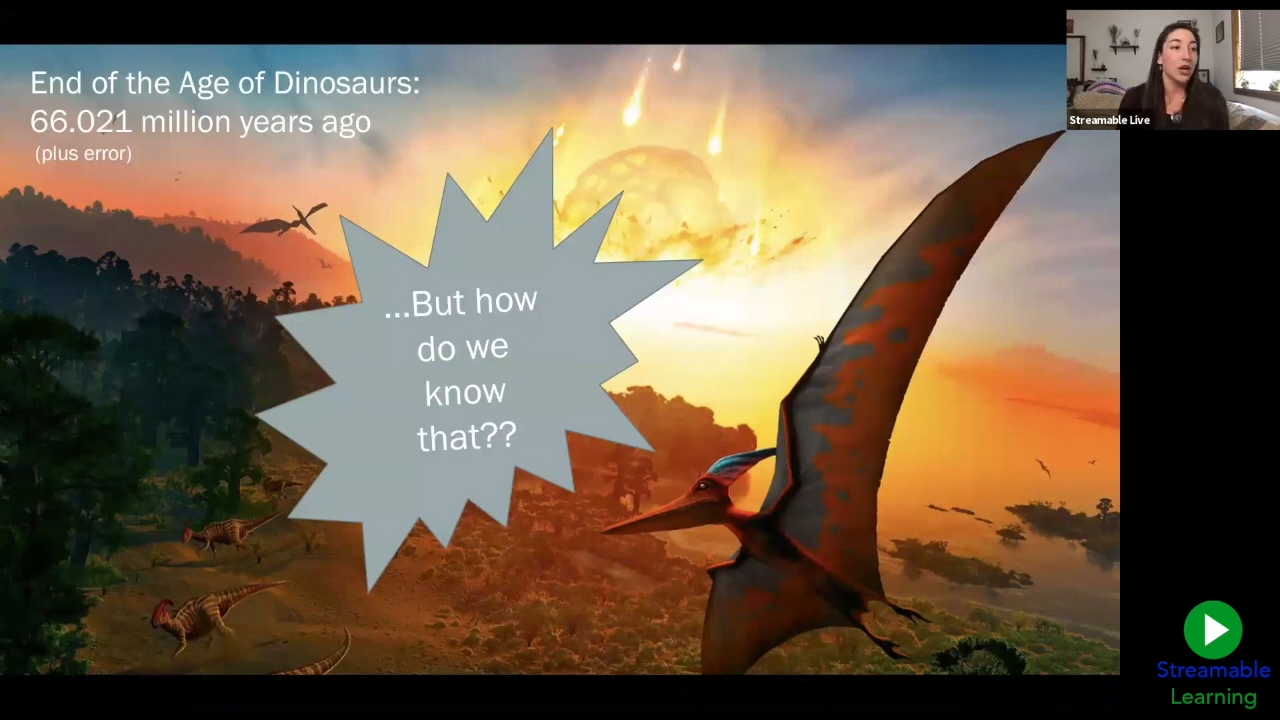 End of the Age of Dinosaurs:
66.021 million years ago
(plus error)
...But how
do we
know
that??
Streamable Live
Streamable
Learning